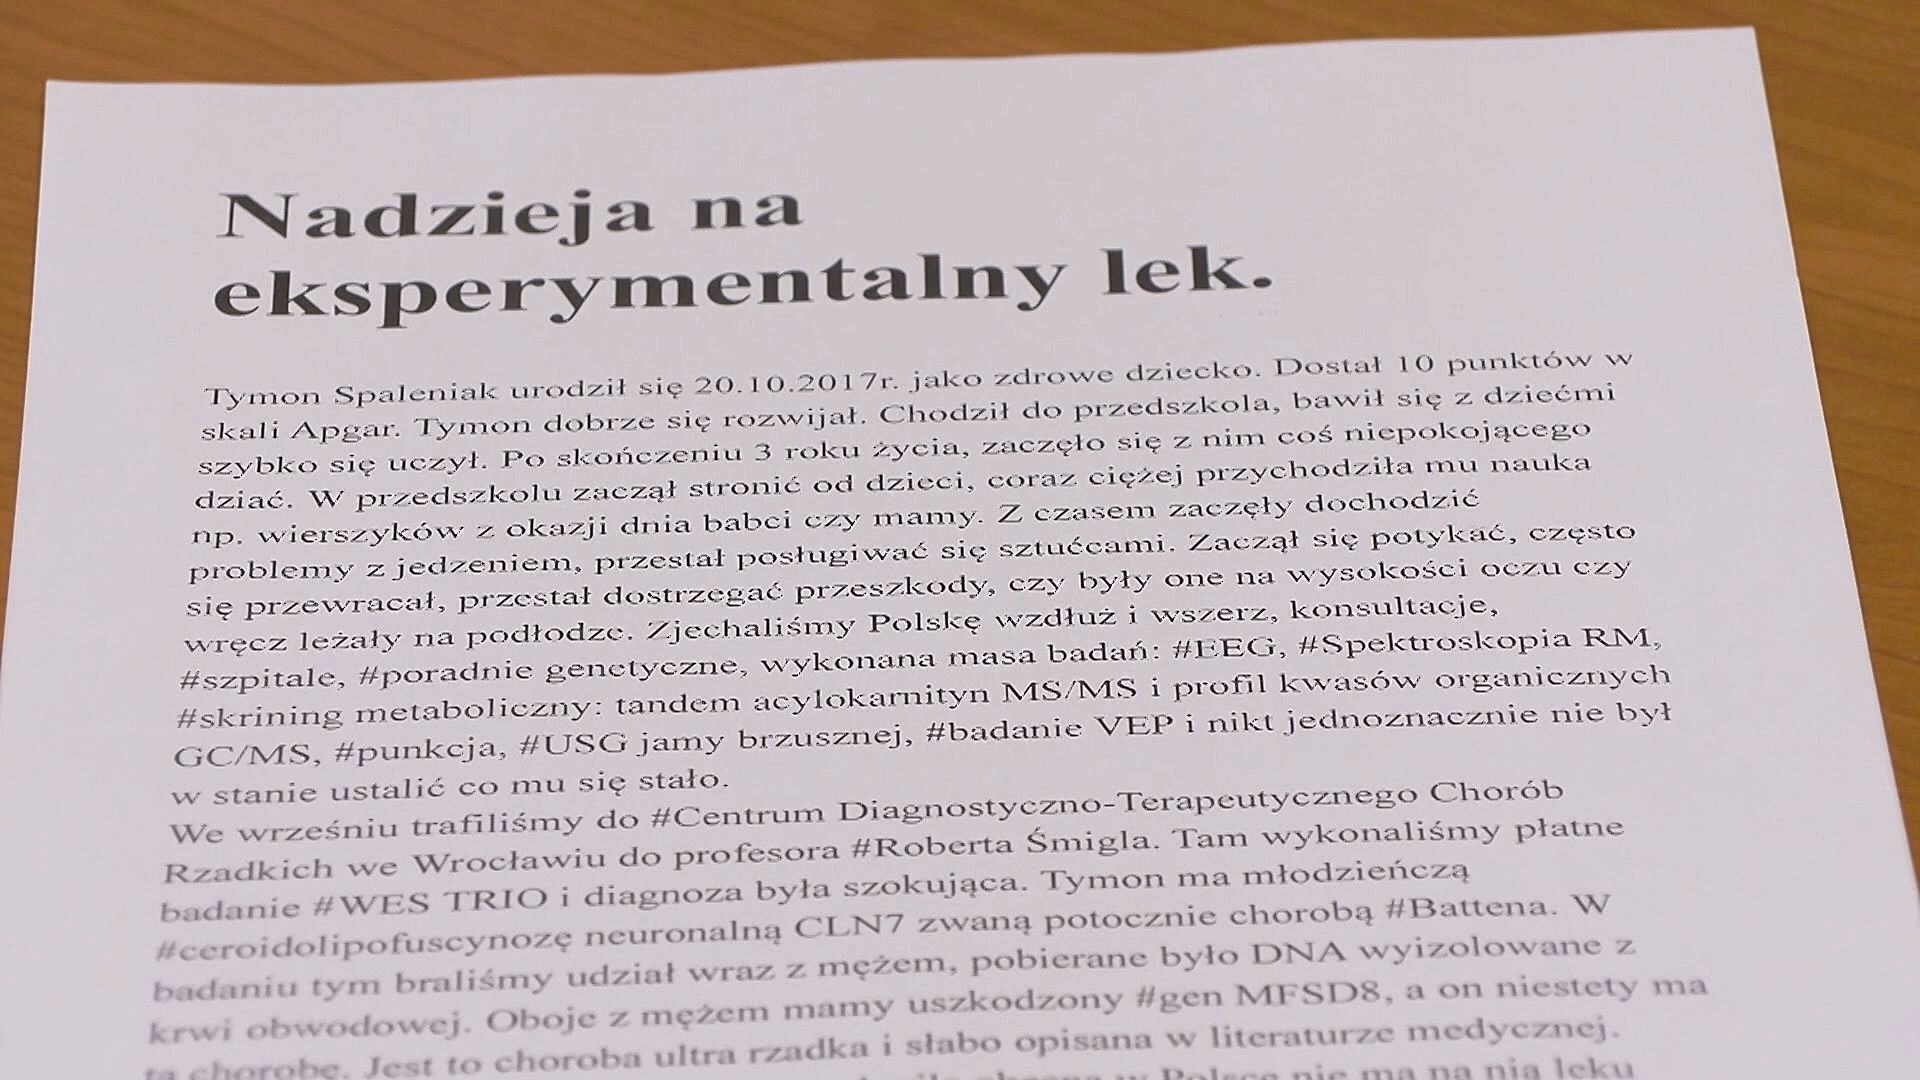 Nadzieja na
eksperymentalny lek.
Tymon Spaleniak urodził się 20.10.2017r. jako zdrowe dziecko. Dostał 10 punktów w
skali Apgar. Tymon dobrze się rozwijał. Chodził do przedszkola, bawił się z dziećmi
szybko się uczył. Po skończeniu 3 roku życia, zaczęło się z nim coś niepokojącego
dziać. W przedszkolu zaczął stronić od dzieci, coraz ciężej przychodziła mu nauka
np. wierszyków z okazji dnia babci czy mamy. Z czasem zaczęły dochodzić
problemy z jedzeniem, przestał posługiwać się sztućcami. Zaczął się potykać, często
się przewracał, przestał dostrzegać przeszkody, czy były one na wysokości oczu czy
wręcz leżały na podłodze. Zjechaliśmy Polskę wzdłuż i wszerz, konsultacje,
#szpitale, #poradnie genetyczne, wykonana masa badań: #EEG, #Spektroskopia RM,
#skrining metaboliczny: tandem acylokarnityn MS/MS i profil kwasów organicznych
GC/MS, #punkcja, #USG jamy brzusznej, #badanie VEP i nikt jednoznacznie nie był
w stanie ustalić co mu się stało.
We wrześniu trafiliśmy do #Centrum Diagnostyczno-Terapeutycznego Chorób
Rzadkich we Wrocławiu do profesora #Roberta Śmigla. Tam wykonaliśmy płatne
badanie #WES TRIO i diagnoza była szokująca. Tymon ma młodzieńczą
#ceroidolipofuscynozę neuronalną CLN7 zwaną potocznie chorobą #Battena. W
badaniu tym braliśmy udział wraz z mężem, pobierane było DNA wyizolowane z
krwi obwodowej. Oboje z mężem mamy uszkodzony #gen MFSD8, a on niestety ma
tą chorobę. Jest to choroba ultra rzadka i słabo opisana w literaturze medycznej.
w Polsce nie ma na nią leku